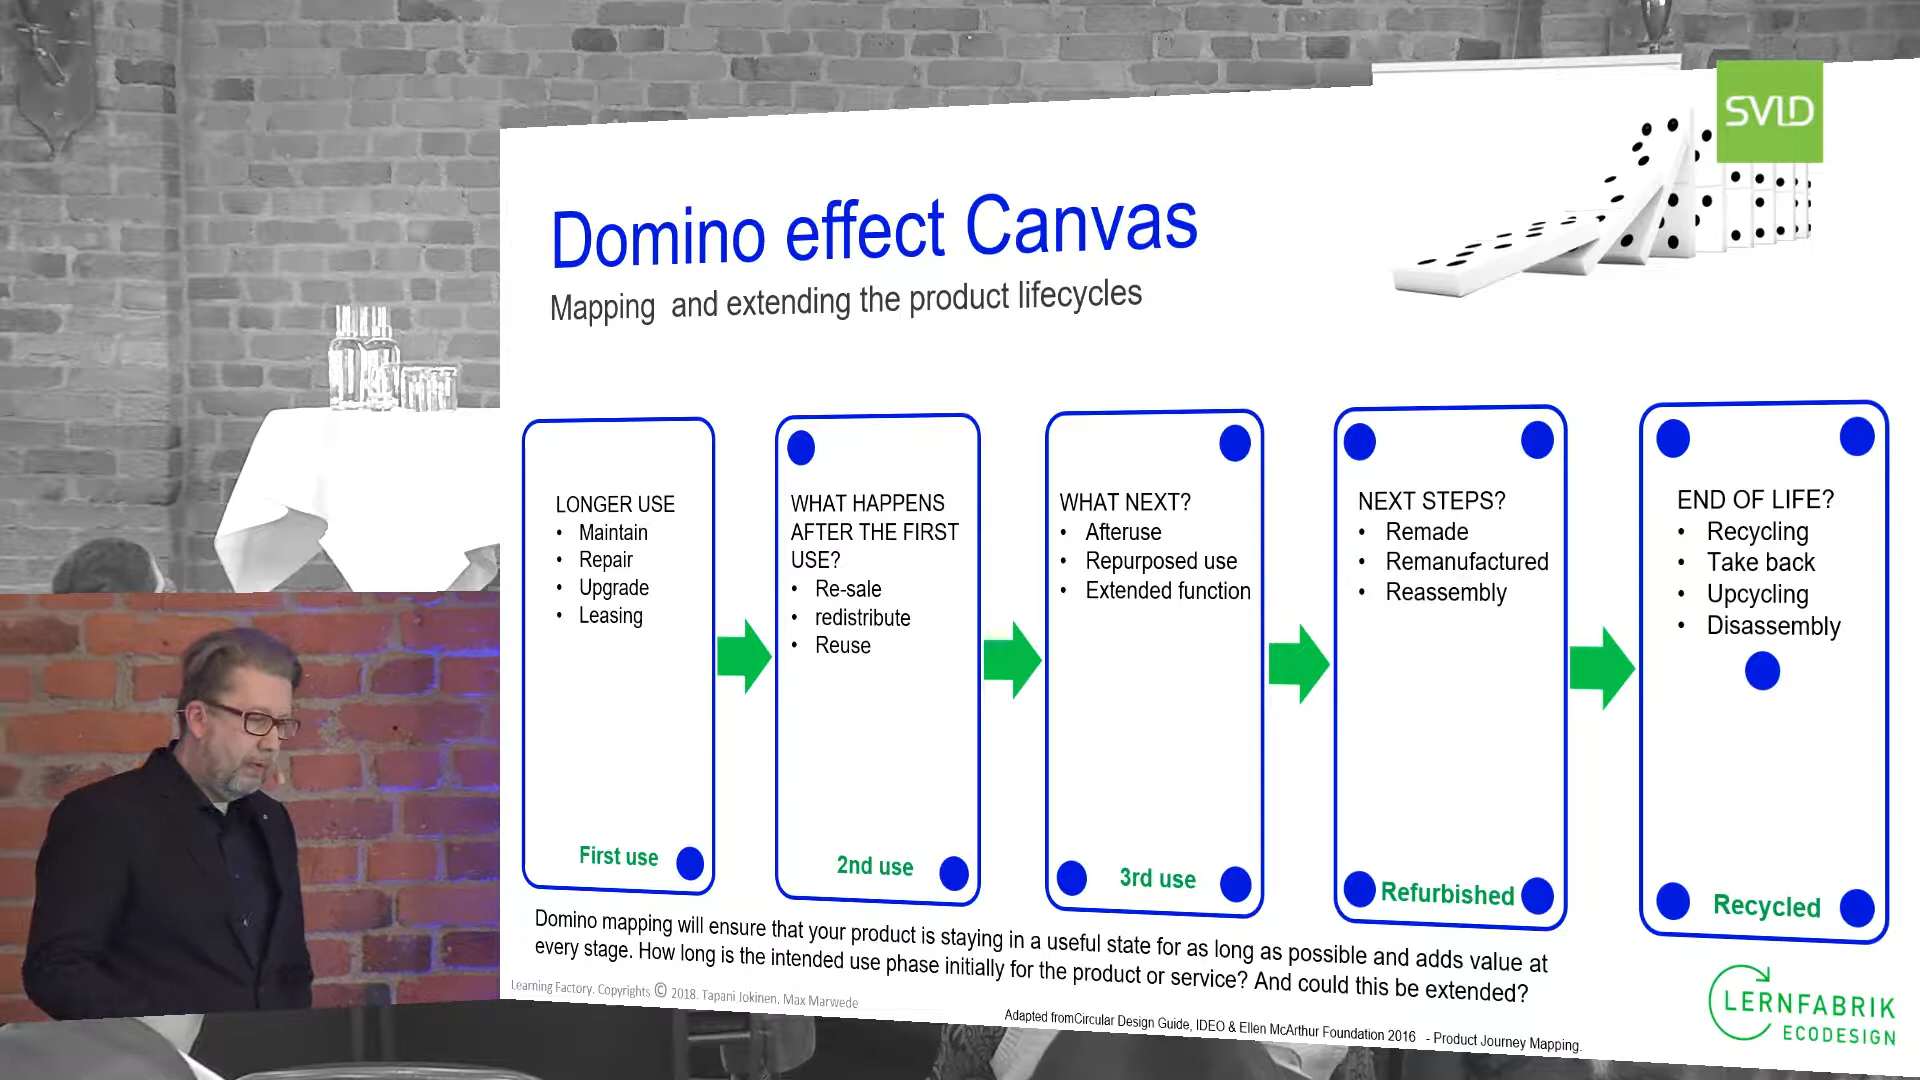 SVID
Domino effect Canvas
Mapping and extending the product lifecycles
LONGER USE
• Maintain
• Repair
• Upgrade
• Leasing
First use
WHAT HAPPENS
AFTER THE FIRST
USE?
• Re-sale
• redistribute
• Reuse
2nd use
WHAT NEXT?
• Afteruse
• Repurposed use
• Extended function
3rd use
NEXT STEPS?
• Remade
• Remanufactured
• Reassembly
Refurbished
END OF LIFE?
• Recycling
• Take back
• Upcycling
• Disassembly
Recycled
Domino mapping will ensure that your product is staying in a useful state for as long as possible and adds value at
every stage. How long is the intended use phase initially for the product or service? And could this be extended?
Learning Factory. Copyrights © 2018. Tapani Jokinen. Max Marwede
Adapted fromCircular Design Guide, IDEO & Ellen McArthur Foundation 2016 - Product Journey Mapping.
LERNFABRIK
ECODESIGN